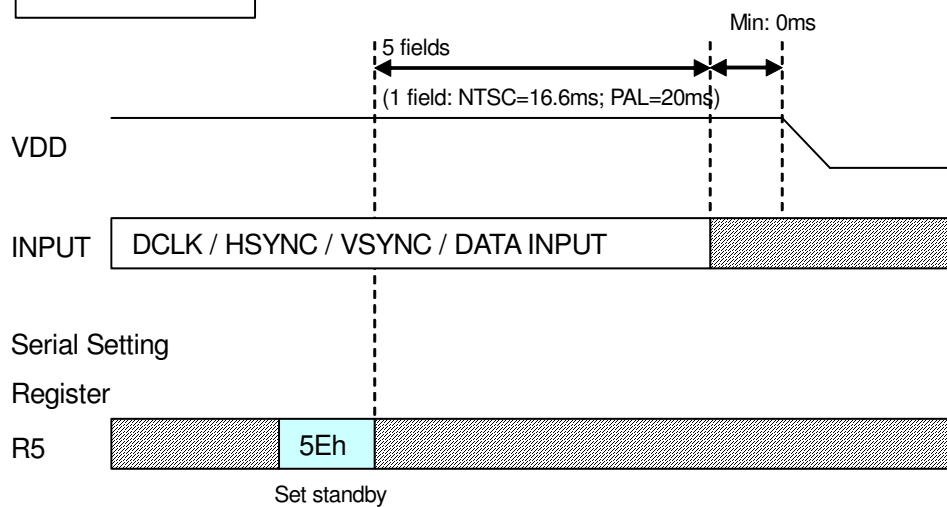 Min: 0ms
5 fields
(1 field: NTSC=16.6ms; PAL=20ms)
VDD
INPUT
DCLK / HSYNC / VSYNC / DATA INPUT
Serial Setting
Register
R5
5Eh
Set standby